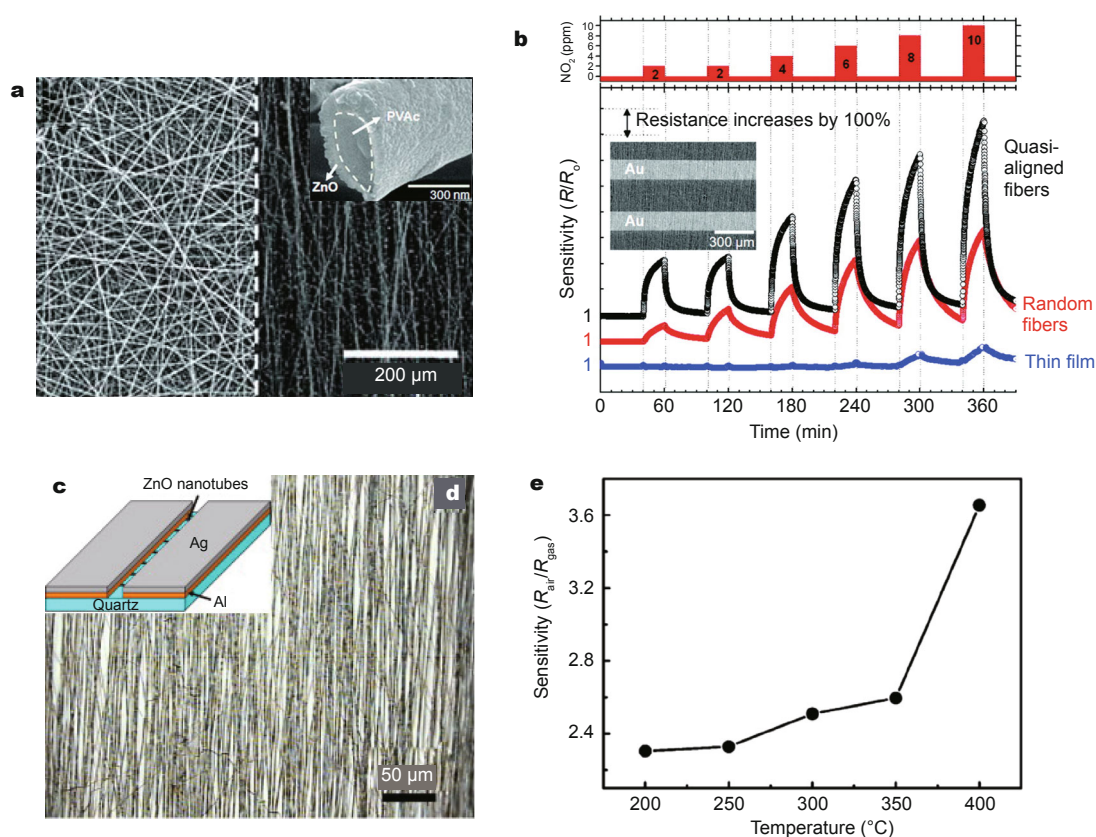 a
PVAc
ZnO
300 nm
200 µm
b
NO₂ (ppm)
10
8
6
4
2
0
2
2
4
6
8
10
Resistance increases by 100%
Au
Au
300 µm
Quasi-
aligned fibers
Random
fibers
Thin film
Sensitivity (R/R₀)
1
1
1
0 60 120 180 240 300 360
Time (min)
c
ZnO nanotubes
Ag
Al
Quartz
d
50 µm
e
Sensitivity (R_air/R_gas)
3.6
3.2
2.8
2.4
200 250 300 350 400
Temperature (°C)